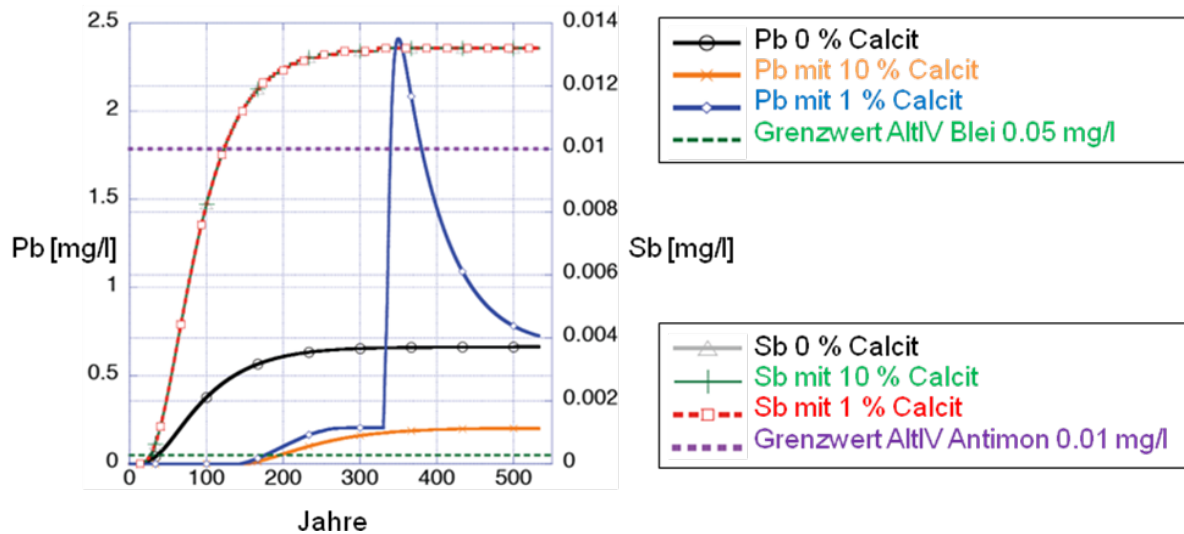 2.5
2
1.5
1
0.5
0
Pb [mg/l]
0.014
0.012
0.01
0.008
0.006
0.004
0.002
0
Sb [mg/l]
0 100 200 300 400 500
Jahre
Pb 0 % Calcit
Pb mit 10 % Calcit
Pb mit 1 % Calcit
Grenzwert AltlV Blei 0.05 mg/l
Sb 0 % Calcit
Sb mit 10 % Calcit
Sb mit 1 % Calcit
Grenzwert AltlV Antimon 0.01 mg/l